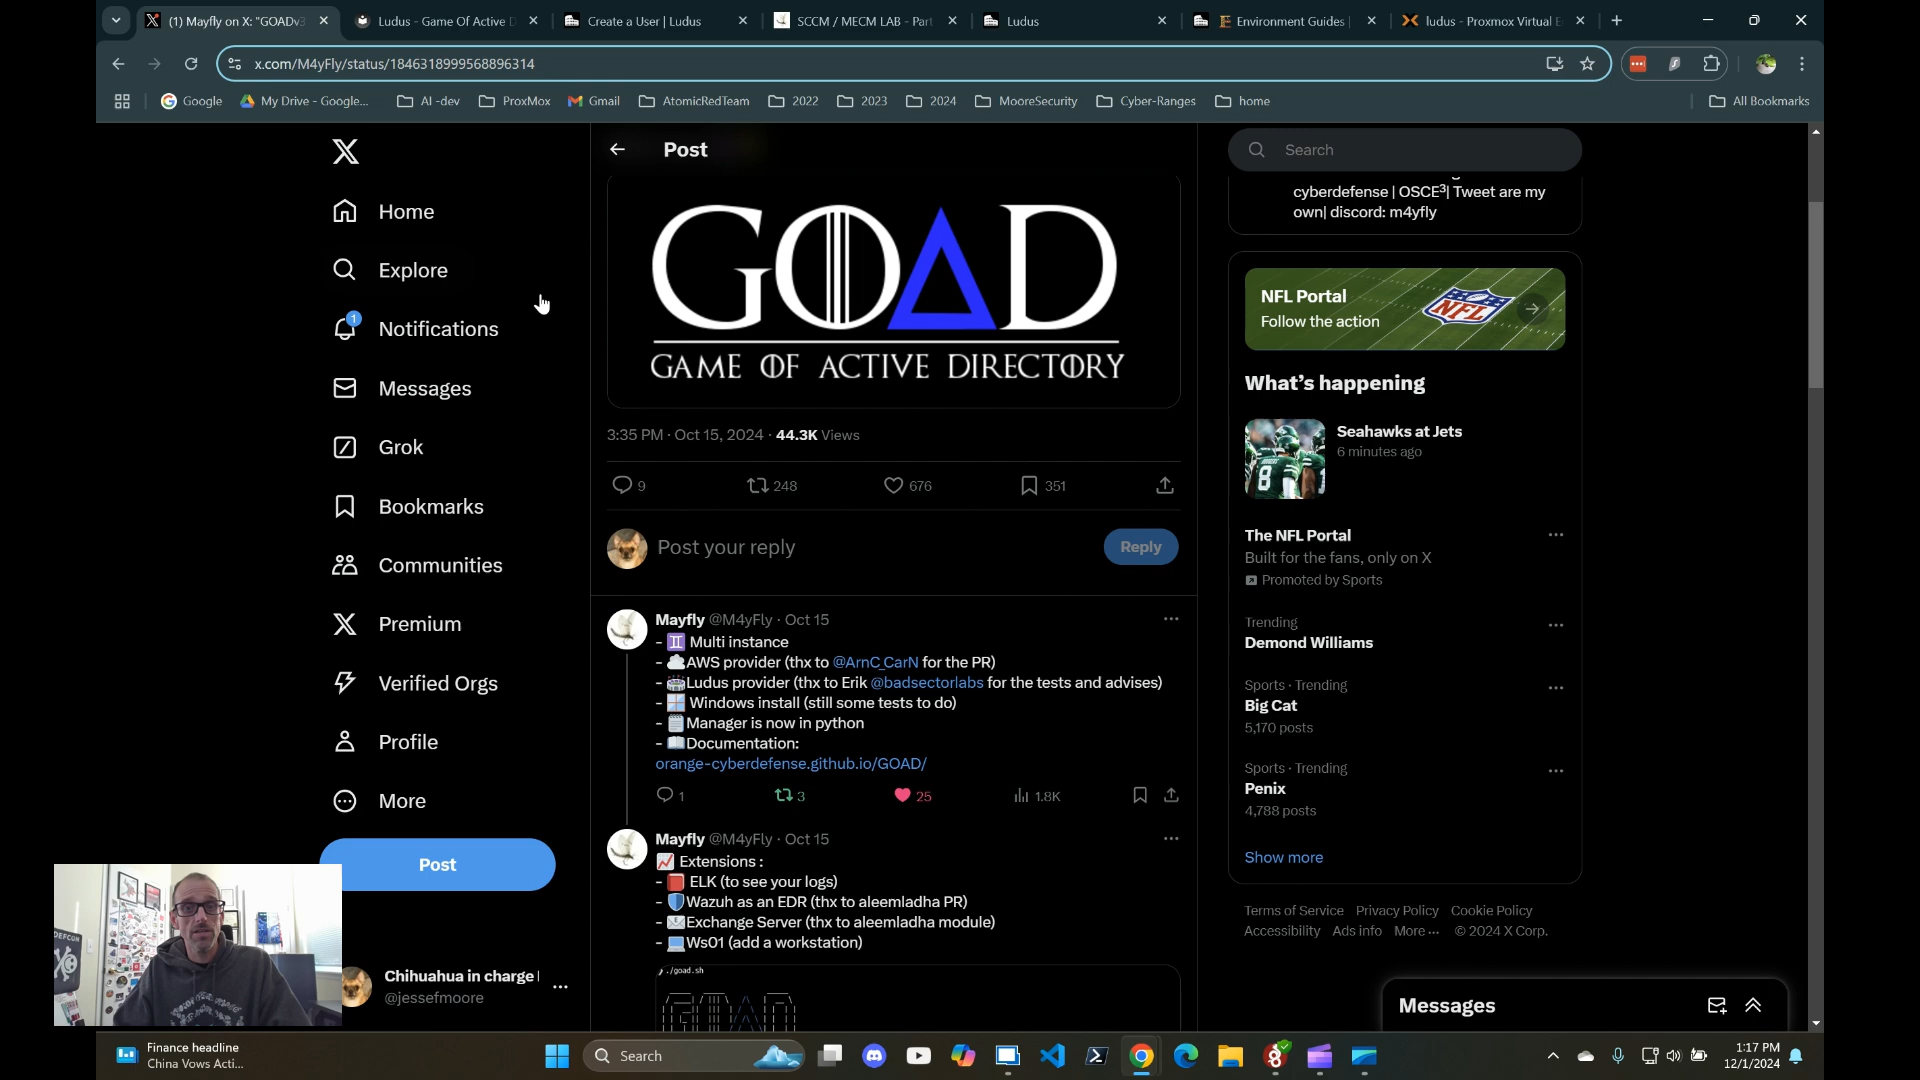 (1) Mayfly on X: "GOADv3
Ludus - Game Of Active D
Create a User | Ludus
SCCM / MECM LAB - Part
Ludus
Environment Guides |
ludus - Proxmox Virtual E
x.com/M4yFly/status/1846318999568896314
Google
My Drive - Google...
AI -dev
ProxMox
Gmail
AtomicRedTeam
2022
2023
2024
MooreSecurity
Cyber-Ranges
home
All Bookmarks
Home
Explore
1
Notifications
Messages
Grok
Bookmarks
Communities
Premium
Verified Orgs
Profile
More
Post
Chihuahua in charge
@jessefmoore
Post
GOAD
GAME OF ACTIVE DIRECTORY
3:35 PM · Oct 15, 2024 · 44.3K Views
9
248
676
351
Post your reply
Reply
Mayfly @M4yFly · Oct 15
- ♊ Multi instance
- AWS provider (thx to @ArnC_CarN for the PR)
- Ludus provider (thx to Erik @badsectorlabs for the tests and advises)
- Windows install (still some tests to do)
- Manager is now in python
- Documentation:
orange-cyberdefense.github.io/GOAD/
1
3
25
1.8K
Mayfly @M4yFly · Oct 15
Extensions :
- ELK (to see your logs)
- Wazuh as an EDR (thx to aleemladha PR)
- Exchange Server (thx to aleemladha module)
- Ws01 (add a workstation)
./goad.sh
Search
cyberdefense | OSCE³| Tweet are my
own| discord: m4yfly
NFL Portal
Follow the action
NFL
What's happening
Seahawks at Jets
6 minutes ago
The NFL Portal
Built for the fans, only on X
Promoted by Sports
Trending
Demond Williams
Sports · Trending
Big Cat
5,170 posts
Sports · Trending
Penix
4,788 posts
Show more
Terms of Service Privacy Policy Cookie Policy
Accessibility Ads info More ··· © 2024 X Corp.
Messages
DEFCON
Finance headline
China Vows Acti...
Search
1:17 PM
12/1/2024